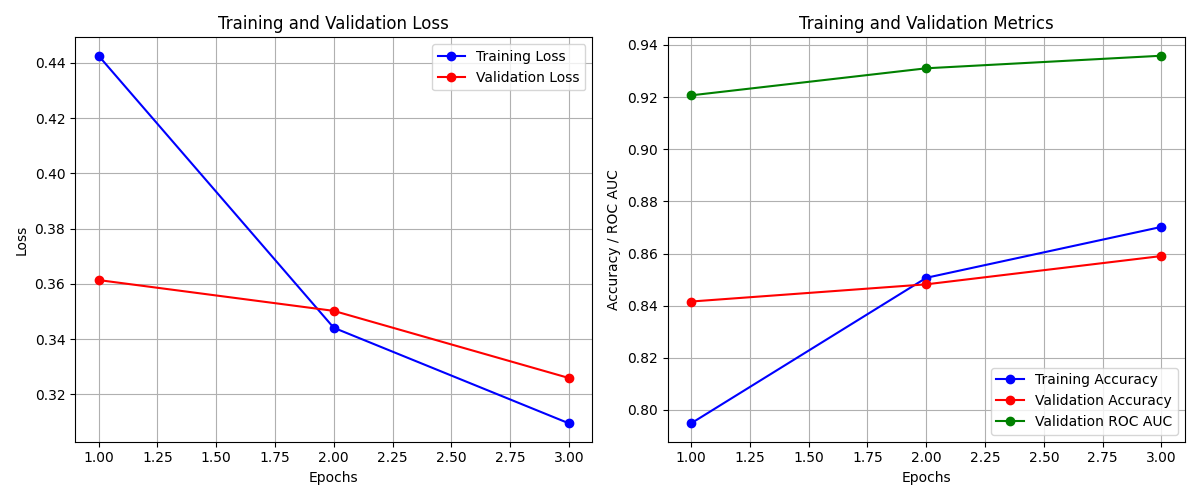 Training and Validation Loss
Training Loss
Validation Loss
0.44
0.42
0.40
0.38
0.36
0.34
0.32
Loss
1.00 1.25 1.50 1.75 2.00 2.25 2.50 2.75 3.00
Epochs
Training and Validation Metrics
0.94
0.92
0.90
0.88
0.86
0.84
0.82
0.80
Accuracy / ROC AUC
Training Accuracy
Validation Accuracy
Validation ROC AUC
1.00 1.25 1.50 1.75 2.00 2.25 2.50 2.75 3.00
Epochs